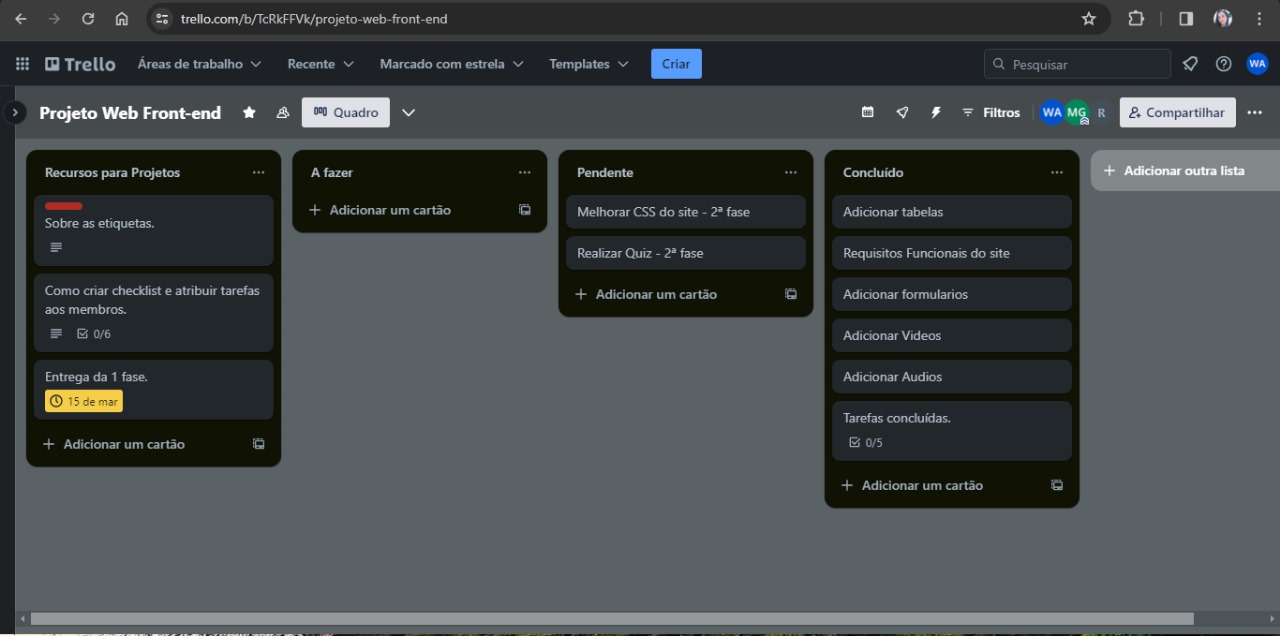 trello.com/b/TcRkFFVk/projeto-web-front-end
Trello Áreas de trabalho Recente Marcado com estrela Templates Criar Pesquisar WA
Projeto Web Front-end Quadro Filtros WA MG R Compartilhar
Recursos para Projetos
Sobre as etiquetas.
Como criar checklist e atribuir tarefas
aos membros.
0/6
Entrega da 1 fase.
15 de mar
Adicionar um cartão
A fazer
Adicionar um cartão
Pendente
Melhorar CSS do site - 2ª fase
Realizar Quiz - 2ª fase
Adicionar um cartão
Concluído
Adicionar tabelas
Requisitos Funcionais do site
Adicionar formularios
Adicionar Videos
Adicionar Audios
Tarefas concluídas.
0/5
Adicionar um cartão
Adicionar outra lista